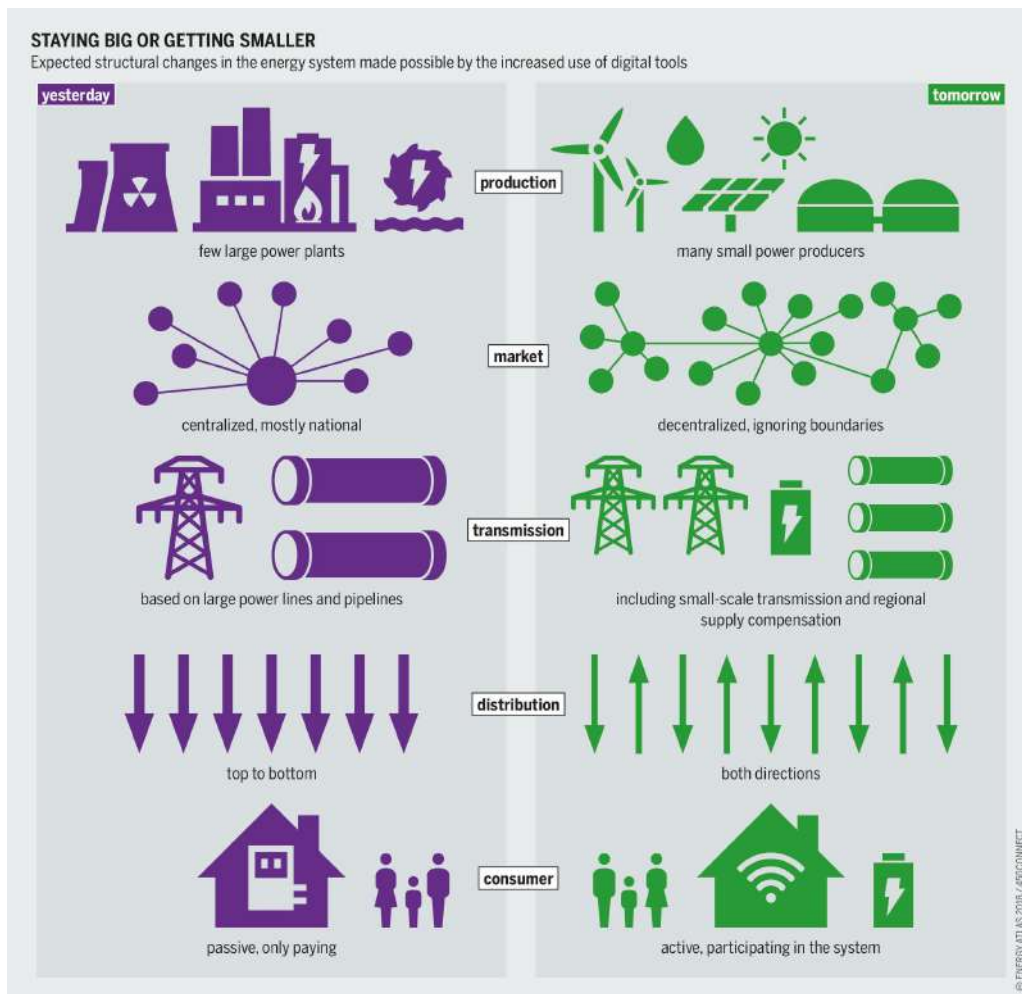 STAYING BIG OR GETTING SMALLER
Expected structural changes in the energy system made possible by the increased use of digital tools
yesterday
tomorrow
production
few large power plants
many small power producers
market
centralized, mostly national
decentralized, ignoring boundaries
transmission
based on large power lines and pipelines
including small-scale transmission and regional
supply compensation
distribution
top to bottom
both directions
consumer
passive, only paying
active, participating in the system
© ENERGY ATLAS 2018 / 450CONNECT